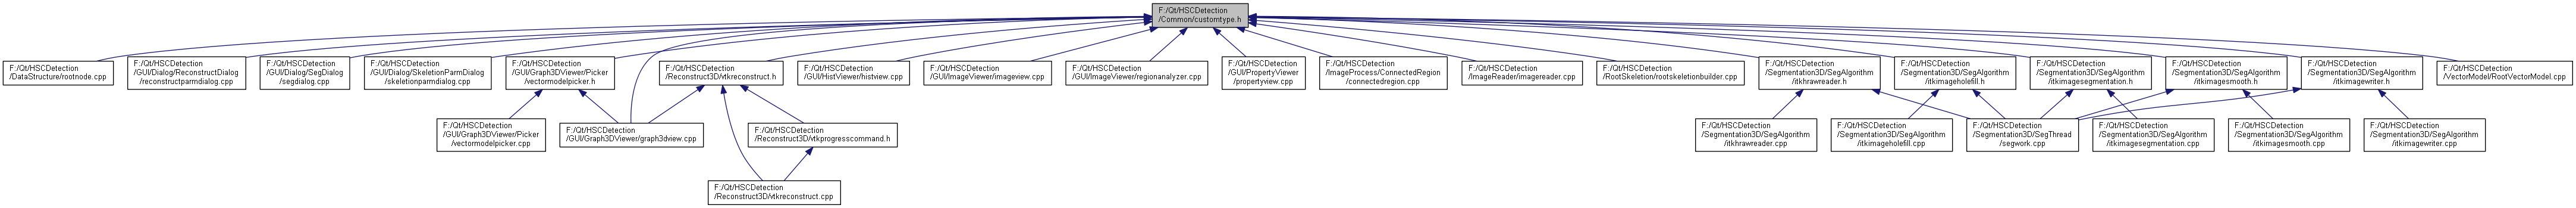 F:/Qt/HSCDetection
/Common/customtype.h
F:/Qt/HSCDetection
/DataStructure/rootnode.cpp
F:/Qt/HSCDetection
/GUI/Dialog/ReconstructDialog
/reconstructparmdialog.cpp
F:/Qt/HSCDetection
/GUI/Dialog/SegDialog
/segdialog.cpp
F:/Qt/HSCDetection
/GUI/Dialog/SkeletionParmDialog
/skeletionparmdialog.cpp
F:/Qt/HSCDetection
/GUI/Graph3DViewer/Picker
/vectormodelpicker.h
F:/Qt/HSCDetection
/Reconstruct3D/vtkreconstruct.h
F:/Qt/HSCDetection
/GUI/HistViewer/histview.cpp
F:/Qt/HSCDetection
/GUI/ImageViewer/imageview.cpp
F:/Qt/HSCDetection
/GUI/ImageViewer/regionanalyzer.cpp
F:/Qt/HSCDetection
/GUI/PropertyViewer
/propertyview.cpp
F:/Qt/HSCDetection
/ImageProcess/ConnectedRegion
/connectedregion.cpp
F:/Qt/HSCDetection
/ImageReader/imagereader.cpp
F:/Qt/HSCDetection
/RootSkeletion/rootskeletionbuilder.cpp
F:/Qt/HSCDetection
/Segmentation3D/SegAlgorithm
/itkhrawreader.h
F:/Qt/HSCDetection
/Segmentation3D/SegAlgorithm
/itkimageholefill.h
F:/Qt/HSCDetection
/Segmentation3D/SegAlgorithm
/itkimagesegmentation.h
F:/Qt/HSCDetection
/Segmentation3D/SegAlgorithm
/itkimagesmooth.h
F:/Qt/HSCDetection
/Segmentation3D/SegAlgorithm
/itkimagewriter.h
F:/Qt/HSCDetection
/VectorModel/RootVectorModel.cpp
F:/Qt/HSCDetection
/GUI/Graph3DViewer/Picker
/vectormodelpicker.cpp
F:/Qt/HSCDetection
/GUI/Graph3DViewer/graph3dview.cpp
F:/Qt/HSCDetection
/Reconstruct3D/vtkprogresscommand.h
F:/Qt/HSCDetection
/Segmentation3D/SegAlgorithm
/itkhrawreader.cpp
F:/Qt/HSCDetection
/Segmentation3D/SegAlgorithm
/itkimageholefill.cpp
F:/Qt/HSCDetection
/Segmentation3D/SegThread
/segwork.cpp
F:/Qt/HSCDetection
/Segmentation3D/SegAlgorithm
/itkimagesegmentation.cpp
F:/Qt/HSCDetection
/Segmentation3D/SegAlgorithm
/itkimagesmooth.cpp
F:/Qt/HSCDetection
/Segmentation3D/SegAlgorithm
/itkimagewriter.cpp
F:/Qt/HSCDetection
/Reconstruct3D/vtkreconstruct.cpp